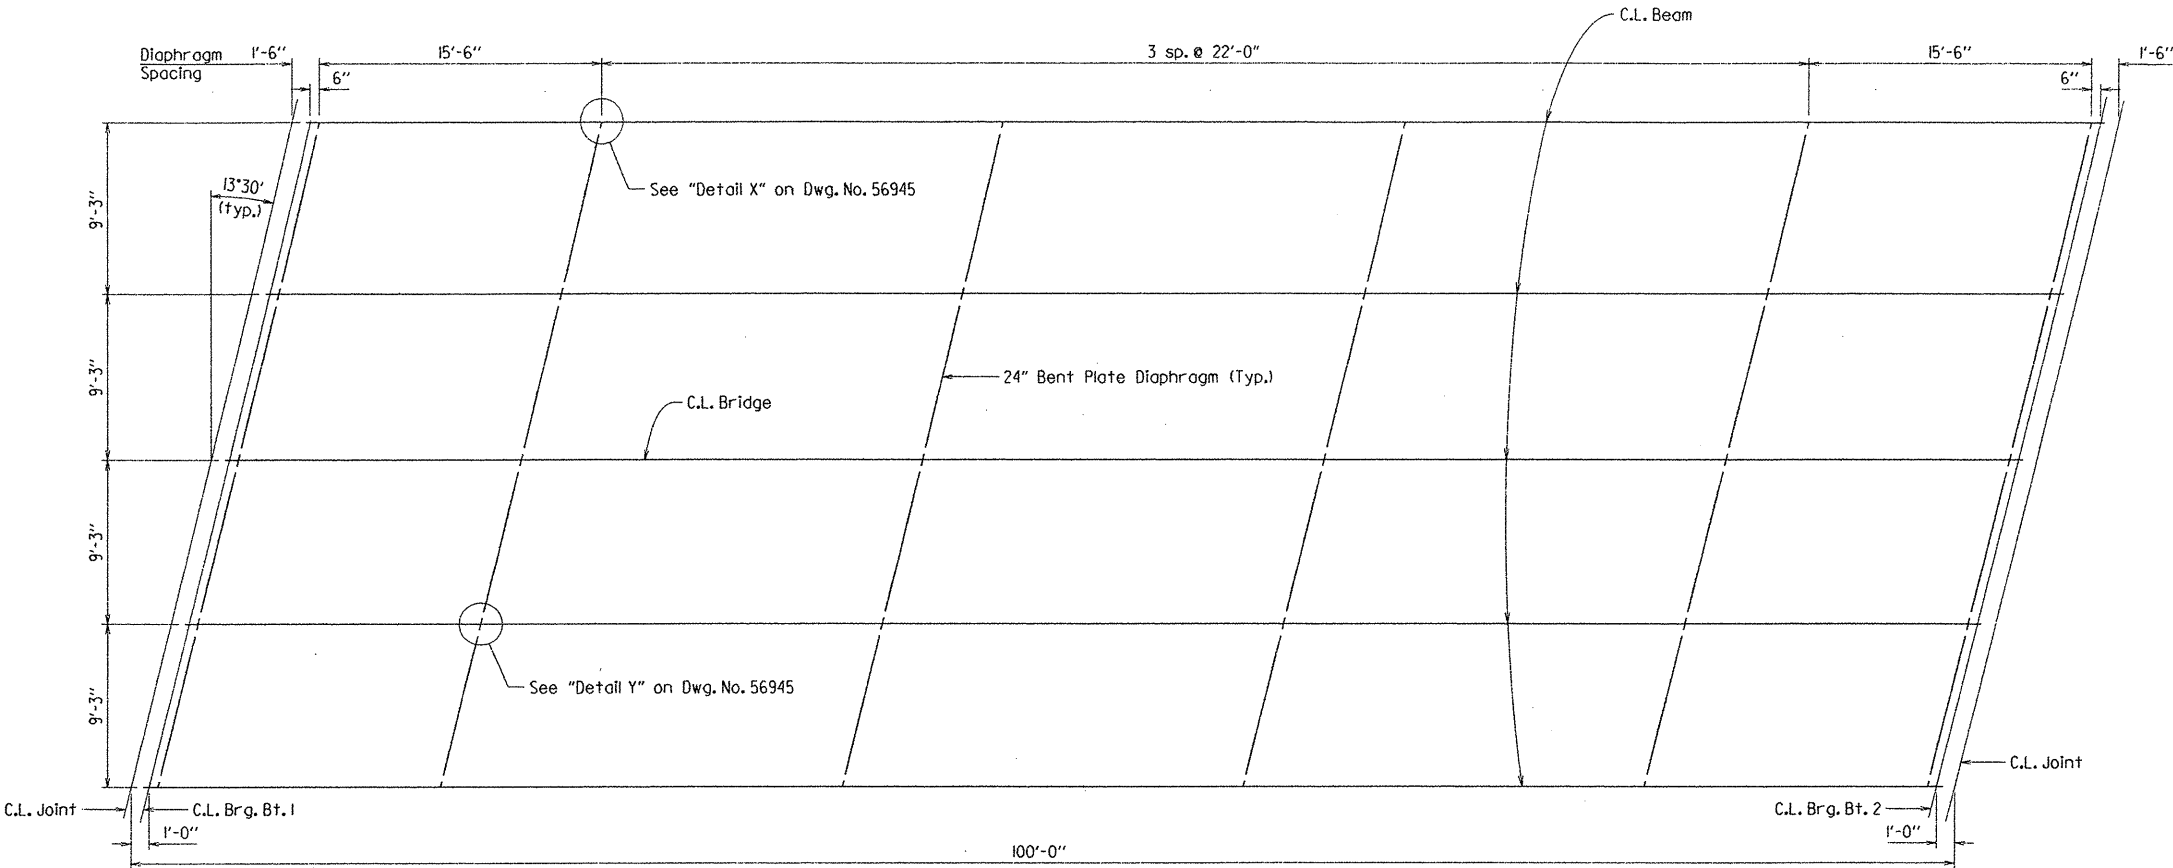 C.L. Beam
Diaphragm
Spacing
1'-6"
15'-6"
3 sp. @ 22'-0"
15'-6"
1'-6"
6"
6"
See "Detail X" on Dwg. No. 56945
13°30'
(typ.)
9'-3"
9'-3"
24" Bent Plate Diaphragm (Typ.)
C.L. Bridge
9'-3"
See "Detail Y" on Dwg. No. 56945
9'-3"
C.L. Joint
C.L. Joint
C.L. Brg. Bt. 1
C.L. Brg. Bt. 2
1'-0"
1'-0"
100'-0"